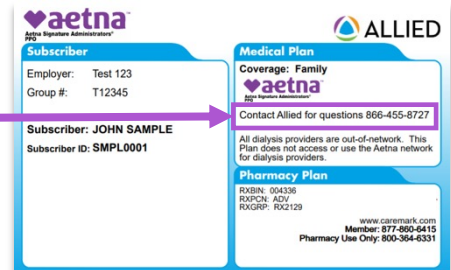 aetna™
Aetna Signature Administrators®
PPO
ALLIED
Subscriber
Employer: Test 123
Group #: T12345
Subscriber: JOHN SAMPLE
Subscriber ID: SMPL0001
Medical Plan
Coverage: Family
aetna
Aetna Signature Administrators®
Contact Allied for questions 866-455-8727
All dialysis providers are out-of-network. This
Plan does not access or use the Aetna network
for dialysis providers.
Pharmacy Plan
RXBIN: 004336
RXPCN: ADV
RXGRP: RX2129
www.caremark.com
Member: 877-860-6415
Pharmacy Use Only: 800-364-6331